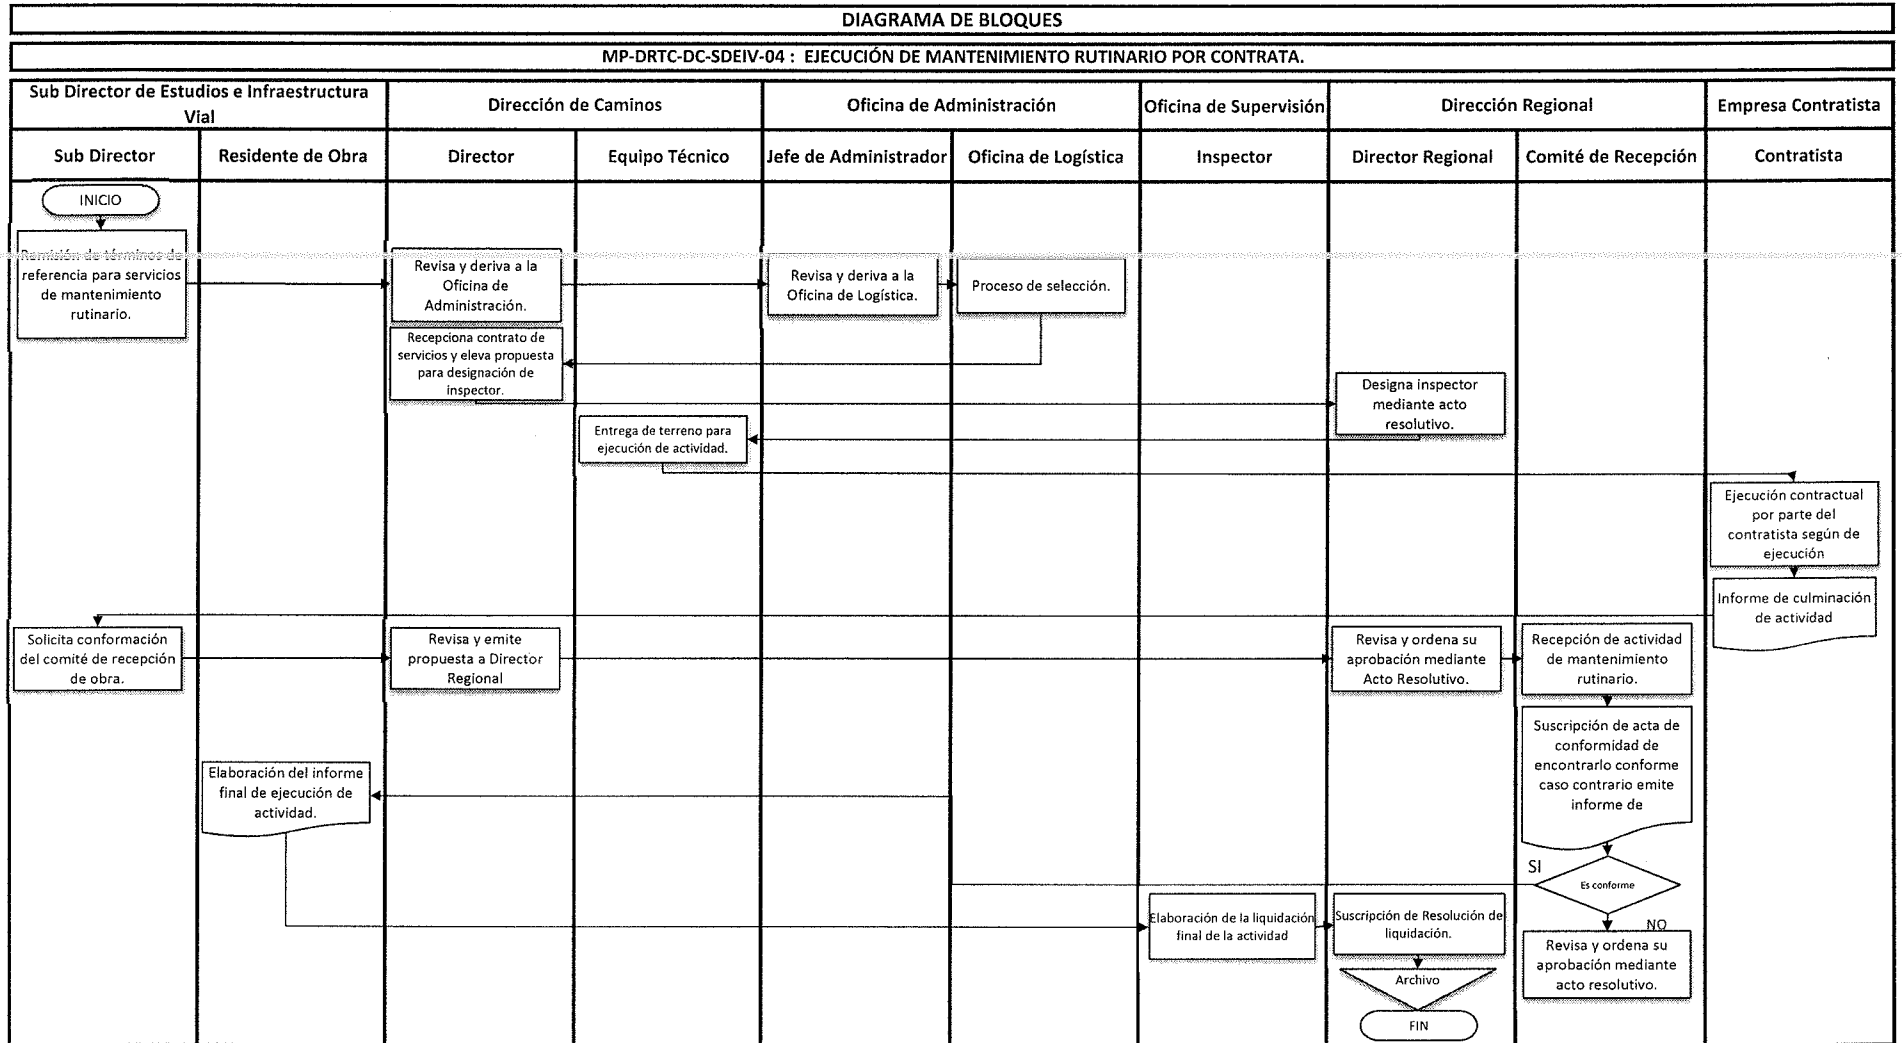 DIAGRAMA DE BLOQUES
MP-DRTC-DC-SDEIV-04 : EJECUCIÓN DE MANTENIMIENTO RUTINARIO POR CONTRATA.
Sub Director de Estudios e Infraestructura
Vial
Dirección de Caminos
Oficina de Administración
Oficina de Supervisión
Dirección Regional
Empresa Contratista
Sub Director
Residente de Obra
Director
Equipo Técnico
Jefe de Administrador
Oficina de Logística
Inspector
Director Regional
Comité de Recepción
Contratista
INICIO
Remisión de términos de
referencia para servicios
de mantenimiento
rutinario.
Revisa y deriva a la
Oficina de
Administración.
Revisa y deriva a la
Oficina de Logística.
Proceso de selección.
Recepciona contrato de
servicios y eleva propuesta
para designación de
inspector.
Designa inspector
mediante acto
resolutivo.
Entrega de terreno para
ejecución de actividad.
Ejecución contractual
por parte del
contratista según de
ejecución
Informe de culminación
de actividad
Solicita conformación
del comité de recepción
de obra.
Revisa y emite
propuesta a Director
Regional
Revisa y ordena su
aprobación mediante
Acto Resolutivo.
Recepción de actividad
de mantenimiento
rutinario.
Suscripción de acta de
conformidad de
encontrarlo conforme
caso contrario emite
informe de
Elaboración del informe
final de ejecución de
actividad.
SI
Es conforme
NO
Elaboración de la liquidación
final de la actividad
Suscripción de Resolución de
liquidación.
Revisa y ordena su
aprobación mediante
acto resolutivo.
Archivo
FIN